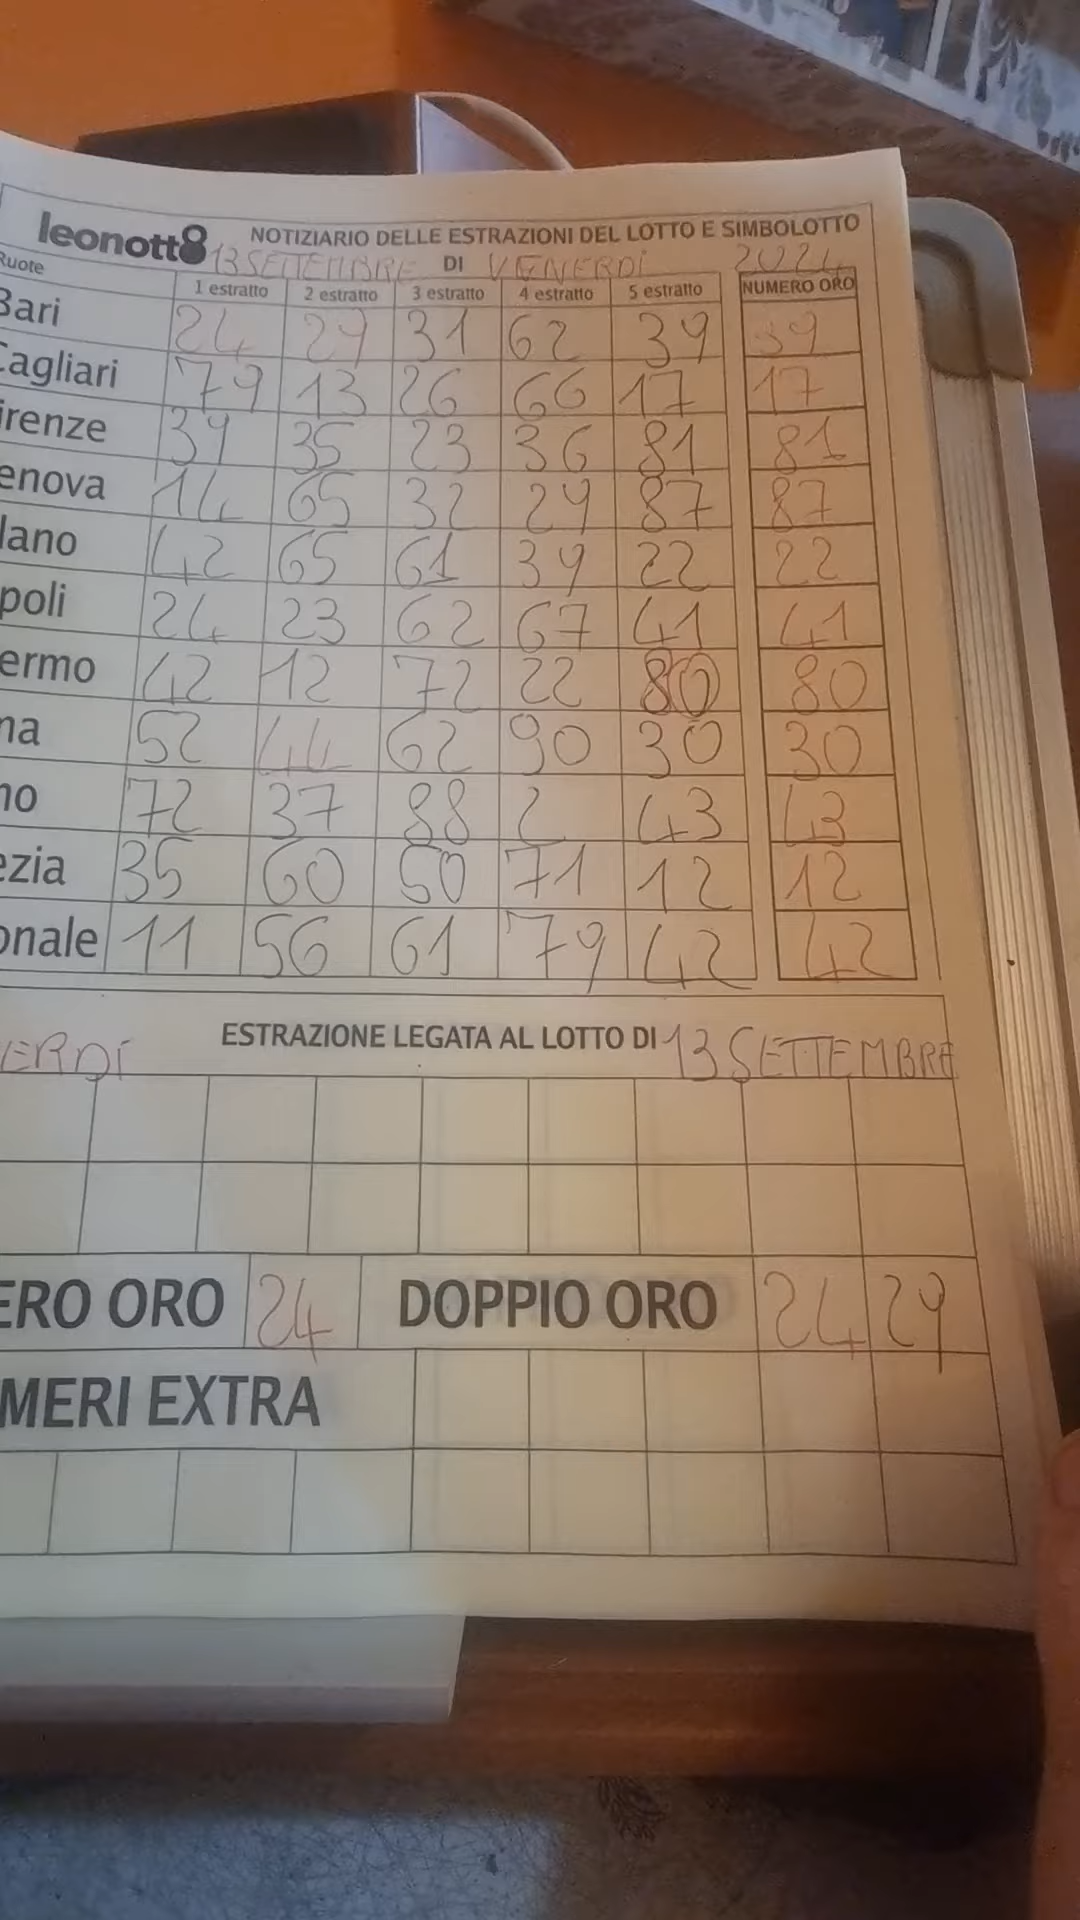 leonott8 NOTIZIARIO DELLE ESTRAZIONI DEL LOTTO E SIMBOLOTTO
13 SETTEMBRE DI VENERDÌ 2024
Ruote 1 estratto 2 estratto 3 estratto 4 estratto 5 estratto NUMERO ORO
Bari 24 29 31 62 39 39
Cagliari 79 13 26 66 17 17
irenze 39 35 23 36 81 81
enova 14 65 32 29 87 87
lano 42 65 61 39 22 22
poli 24 23 62 67 41 41
ermo 42 12 72 22 80 80
ma 52 44 62 90 30 30
no 72 37 88 2 43 43
ezia 35 60 50 71 12 12
onale 11 56 61 79 42 42
ERDÌ ESTRAZIONE LEGATA AL LOTTO DI 13 SETTEMBRE
ERO ORO 24 DOPPIO ORO 24 29
MERI EXTRA